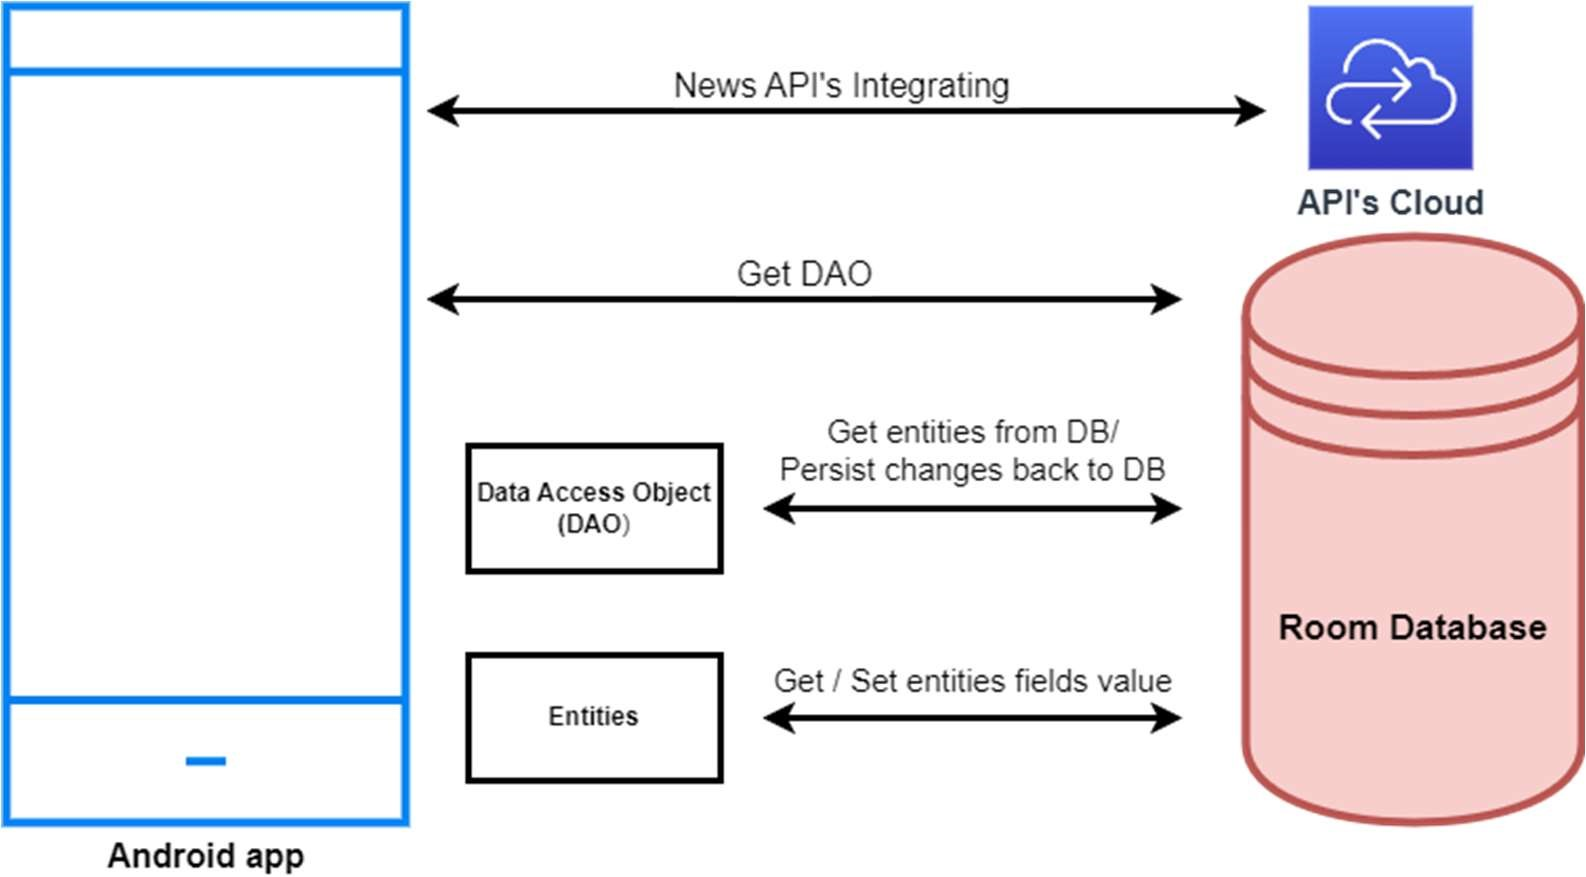 News API's Integrating
API's Cloud
Get DAO
Get entities from DB/
Persist changes back to DB
Data Access Object
(DAO)
Room Database
Get / Set entities fields value
Entities
Android app